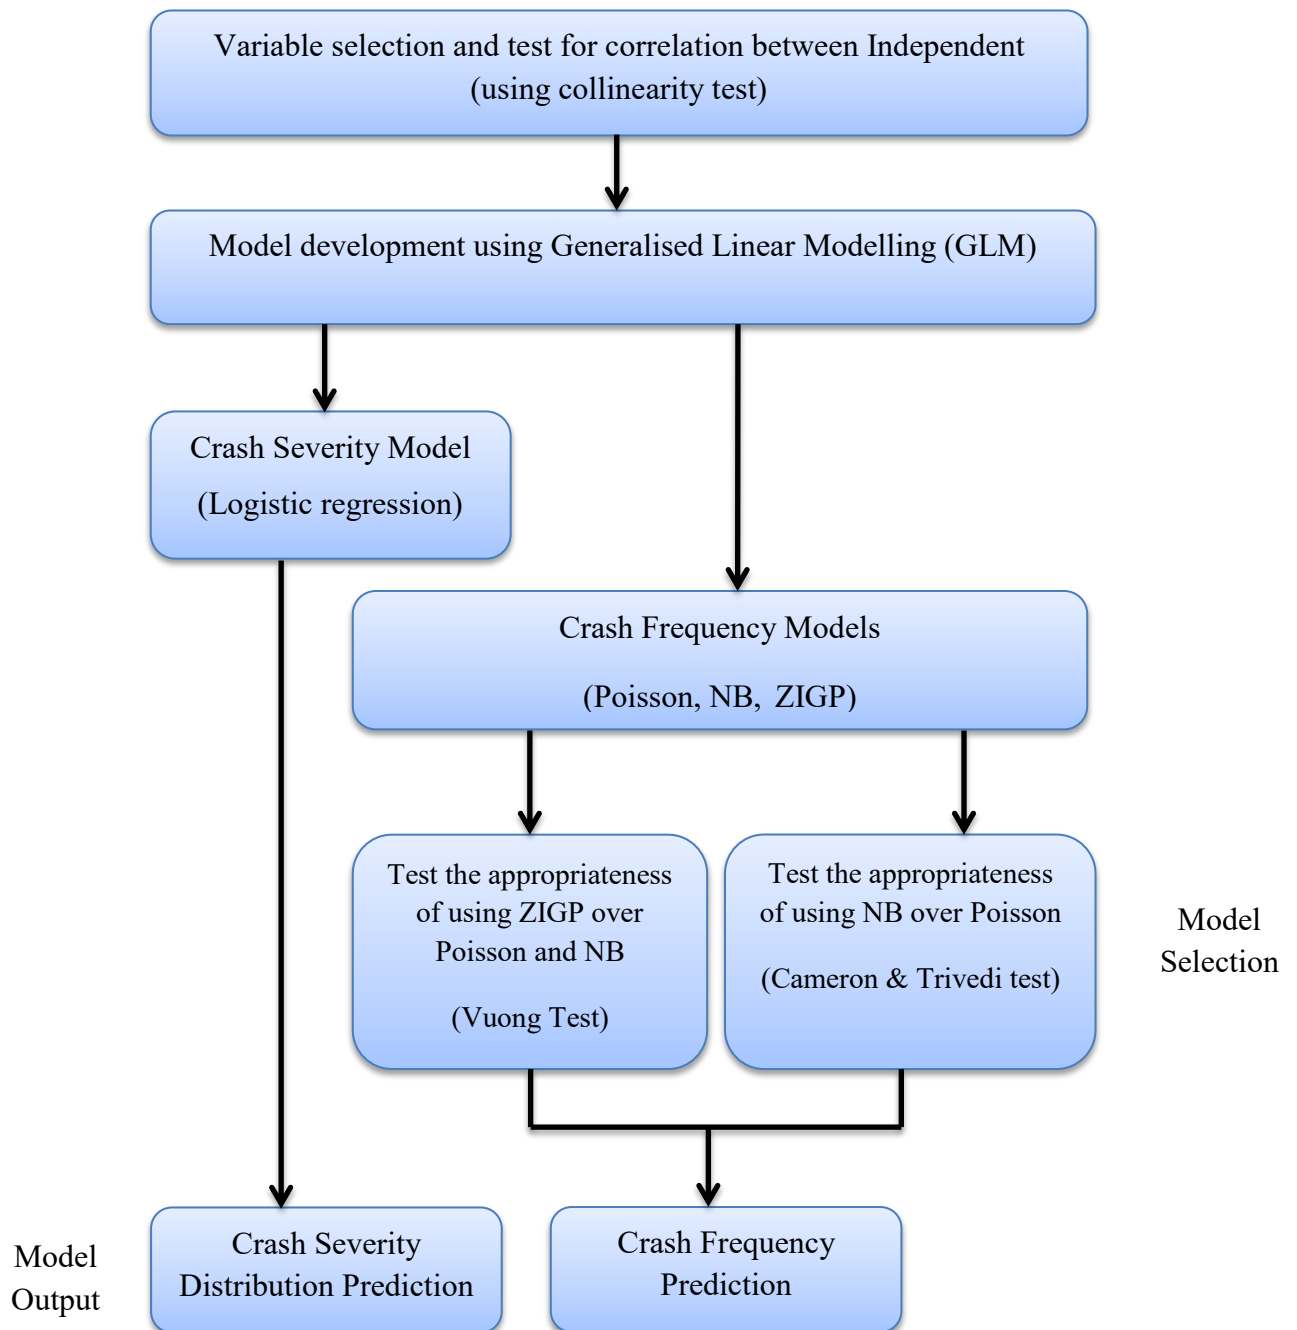 Variable selection and test for correlation between Independent
(using collinearity test)
Model development using Generalised Linear Modelling (GLM)
Crash Severity Model
(Logistic regression)
Crash Frequency Models
(Poisson, NB, ZIGP)
Test the appropriateness
of using ZIGP over
Poisson and NB
(Vuong Test)
Test the appropriateness
of using NB over Poisson
(Cameron & Trivedi test)
Model
Selection
Model
Output
Crash Severity
Distribution Prediction
Crash Frequency
Prediction